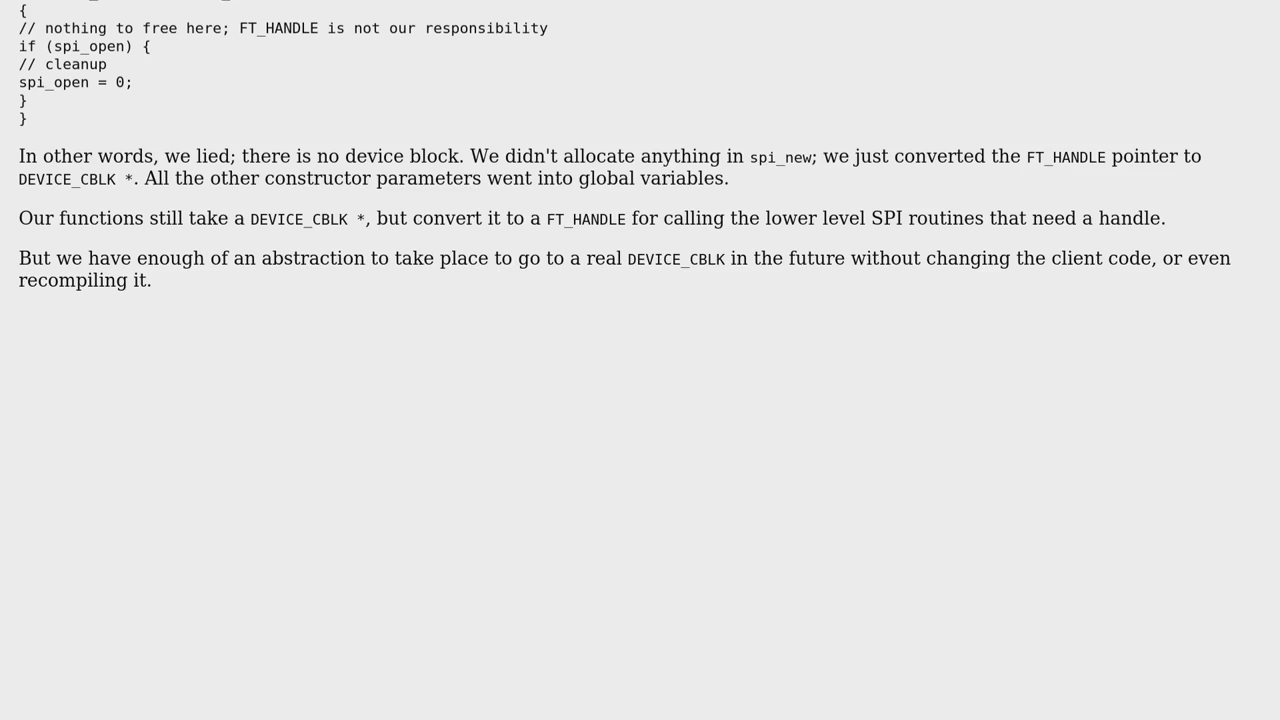 {
// nothing to free here; FT_HANDLE is not our responsibility
if (spi_open) {
// cleanup
spi_open = 0;
}
}
In other words, we lied; there is no device block. We didn't allocate anything in spi_new; we just converted the FT_HANDLE pointer to
DEVICE_CBLK *. All the other constructor parameters went into global variables.
Our functions still take a DEVICE_CBLK *, but convert it to a FT_HANDLE for calling the lower level SPI routines that need a handle.
But we have enough of an abstraction to take place to go to a real DEVICE_CBLK in the future without changing the client code, or even
recompiling it.